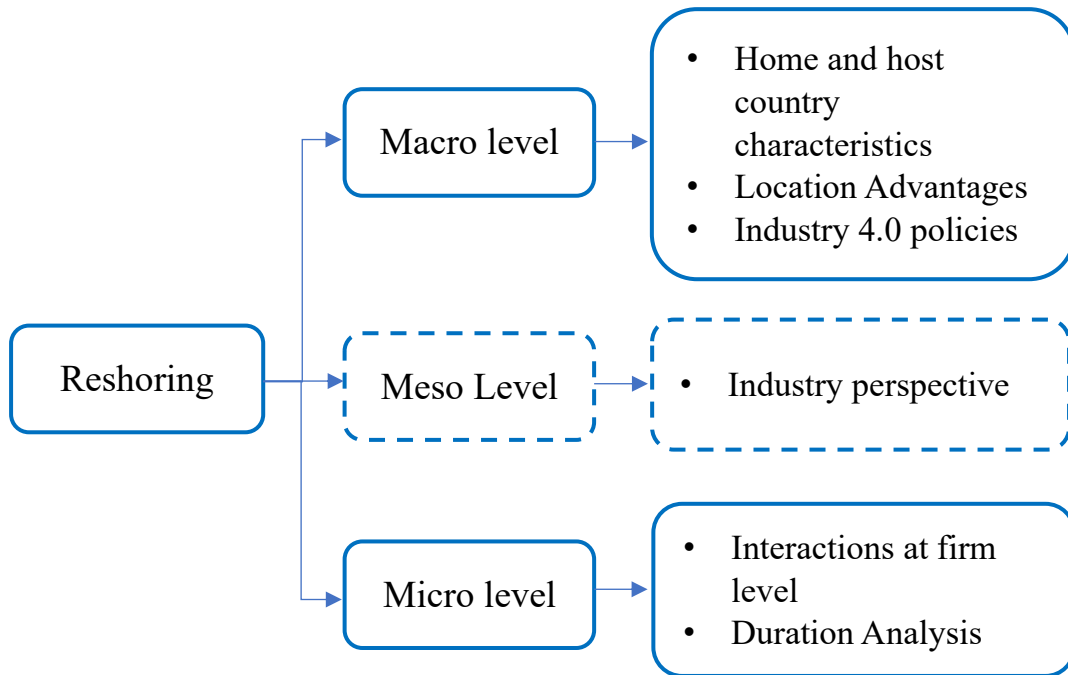 Reshoring
Macro level
• Home and host
country
characteristics
• Location Advantages
• Industry 4.0 policies
Meso Level
• Industry perspective
Micro level
• Interactions at firm
level
• Duration Analysis